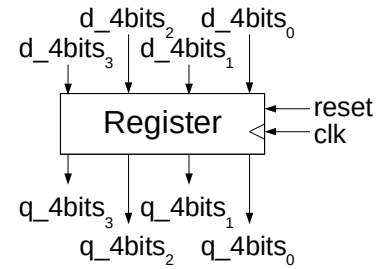 d_4bits₂ d_4bits₀
d_4bits₃ d_4bits₁
Register
reset
clk
q_4bits₃ q_4bits₁
q_4bits₂ q_4bits₀